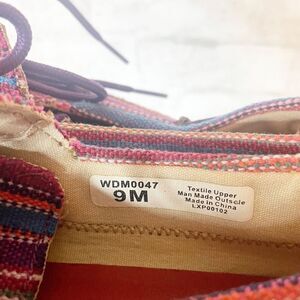 WDM0047
9M
Textile Upper
Man Made Outsole
Made In China
LXP00102